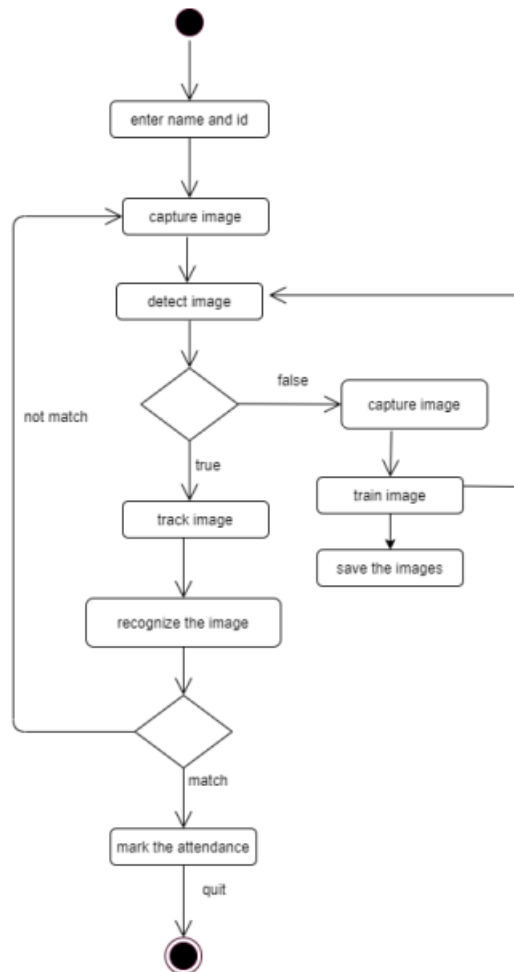 enter name and id
capture image
detect image
false
capture image
not match
true
train image
track image
save the images
recognize the image
match
mark the attendance
quit